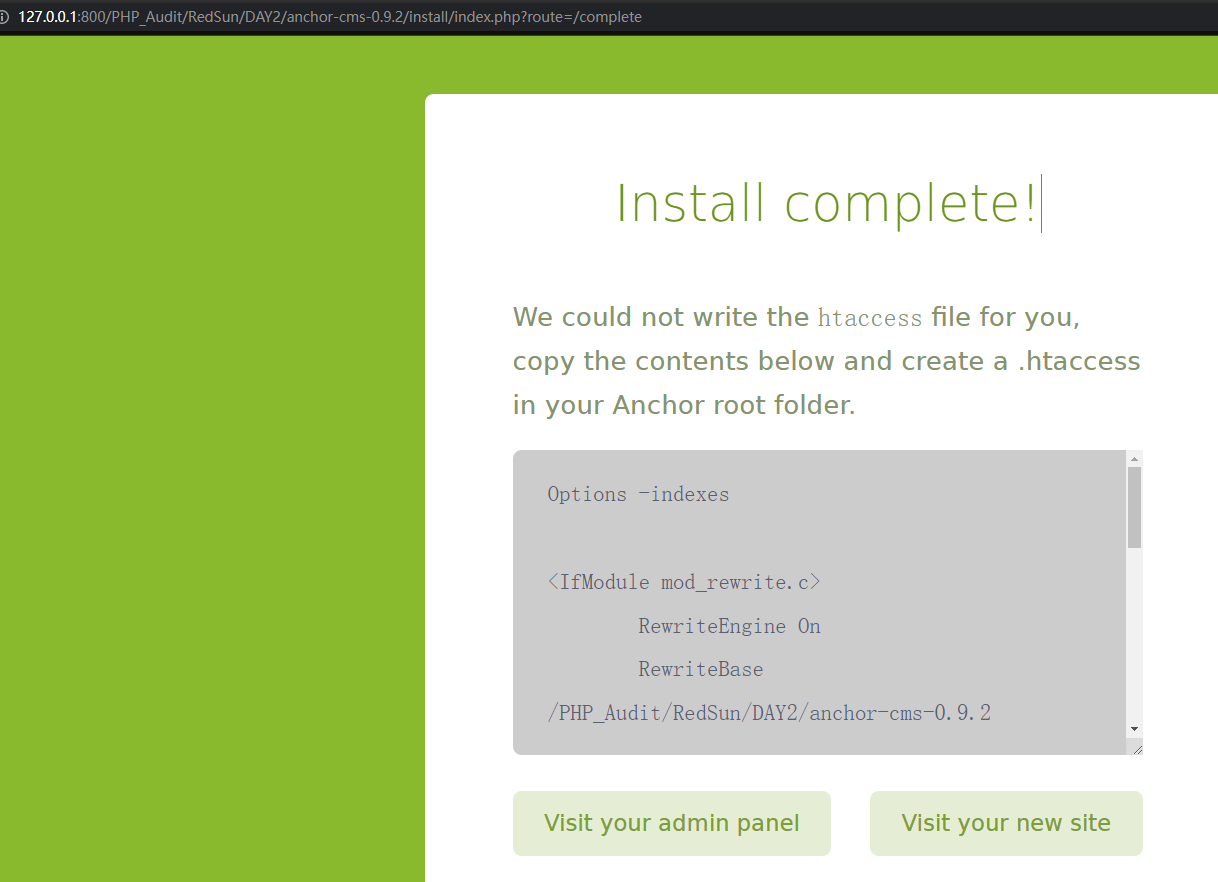 127.0.0.1:800/PHP_Audit/RedSun/DAY2/anchor-cms-0.9.2/install/index.php?route=/complete
Install complete!
We could not write the htaccess file for you,
copy the contents below and create a .htaccess
in your Anchor root folder.
Options -indexes
<IfModule mod_rewrite.c>
RewriteEngine On
RewriteBase
/PHP_Audit/RedSun/DAY2/anchor-cms-0.9.2
Visit your admin panel
Visit your new site